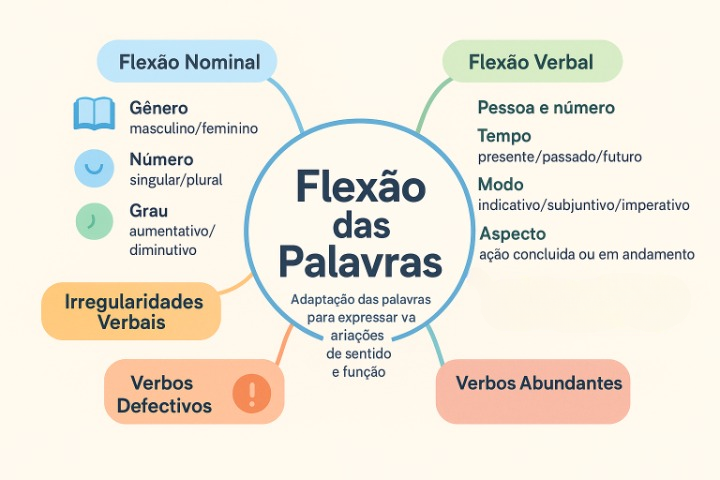 Flexão Nominal
Gênero
masculino/feminino
Número
singular/plural
Grau
aumentativo/
diminutivo
Flexão Verbal
Pessoa e número
Tempo
presente/passado/futuro
Modo
indicativo/subjuntivo/imperativo
Aspecto
ação concluida ou em andamento
Flexão
das
Palavras
Adaptação das palavras
para expressar va
ariações
de sentido
e função
Irregularidades
Verbais
Verbos
Defectivos
!
Verbos Abundantes